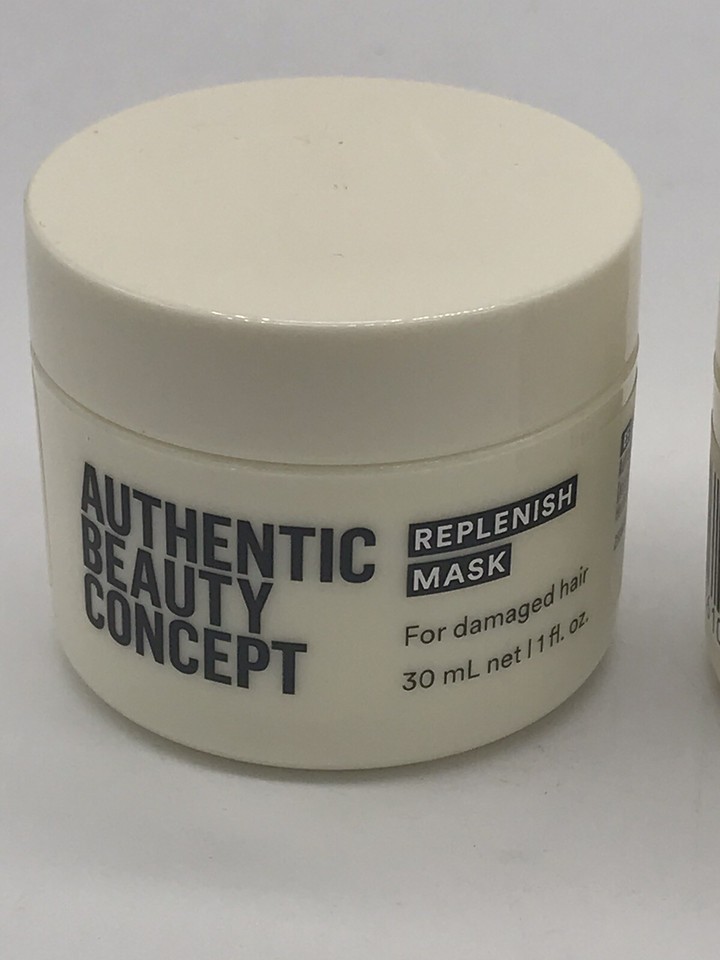 AUTHENTIC
BEAUTY
CONCEPT
REPLENISH
MASK
For damaged hair
30 mL net | 1 fl. oz.